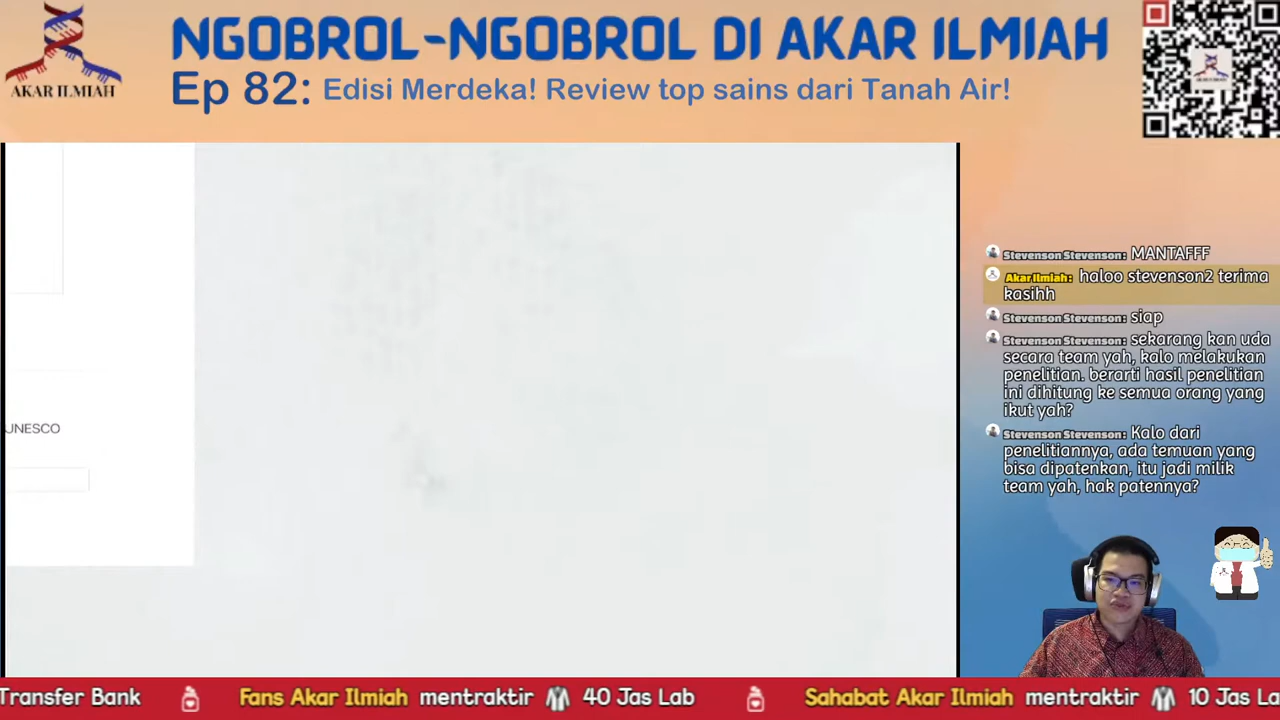 AKAR ILMIAH
NGOBROL-NGOBROL DI AKAR ILMIAH
Ep 82: Edisi Merdeka! Review top sains dari Tanah Air!
UNESCO
Stevenson Stevenson: MANTAFFF
Akar Ilmiah: haloo stevenson2 terima
kasihh
Stevenson Stevenson: siap
Stevenson Stevenson: sekarang kan uda
secara team yah, kalo melakukan
penelitian. berarti hasil penelitian
ini dihitung ke semua orang yang
ikut yah?
Stevenson Stevenson: Kalo dari
penelitiannya, ada temuan yang
bisa dipatenkan, itu jadi milik
team yah, hak patennya?
Transfer Bank Fans Akar Ilmiah mentraktir 40 Jas Lab Sahabat Akar Ilmiah mentraktir 10 Jas